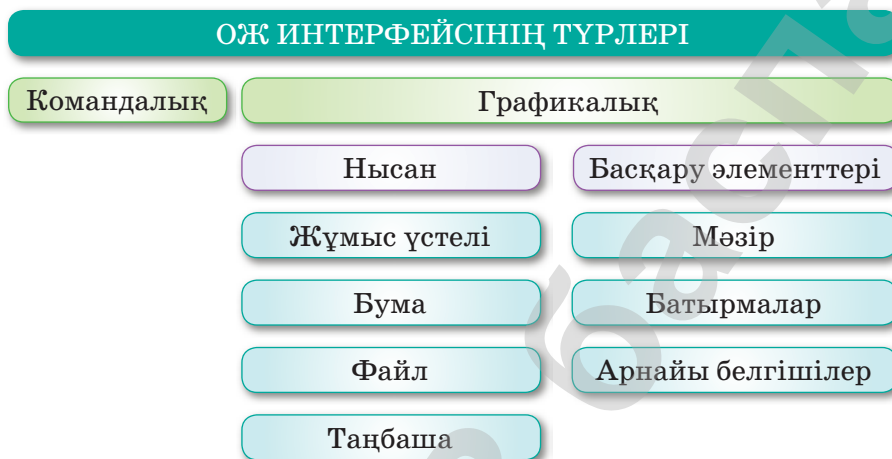 ОЖ ИНТЕРФЕЙСІНІҢ ТҮРЛЕРІ
Командалық
Графикалық
Нысан
Басқару элементтері
Жұмыс үстелі
Мәзір
Бума
Батырмалар
Файл
Арнайы белгішілер
Таңбаша